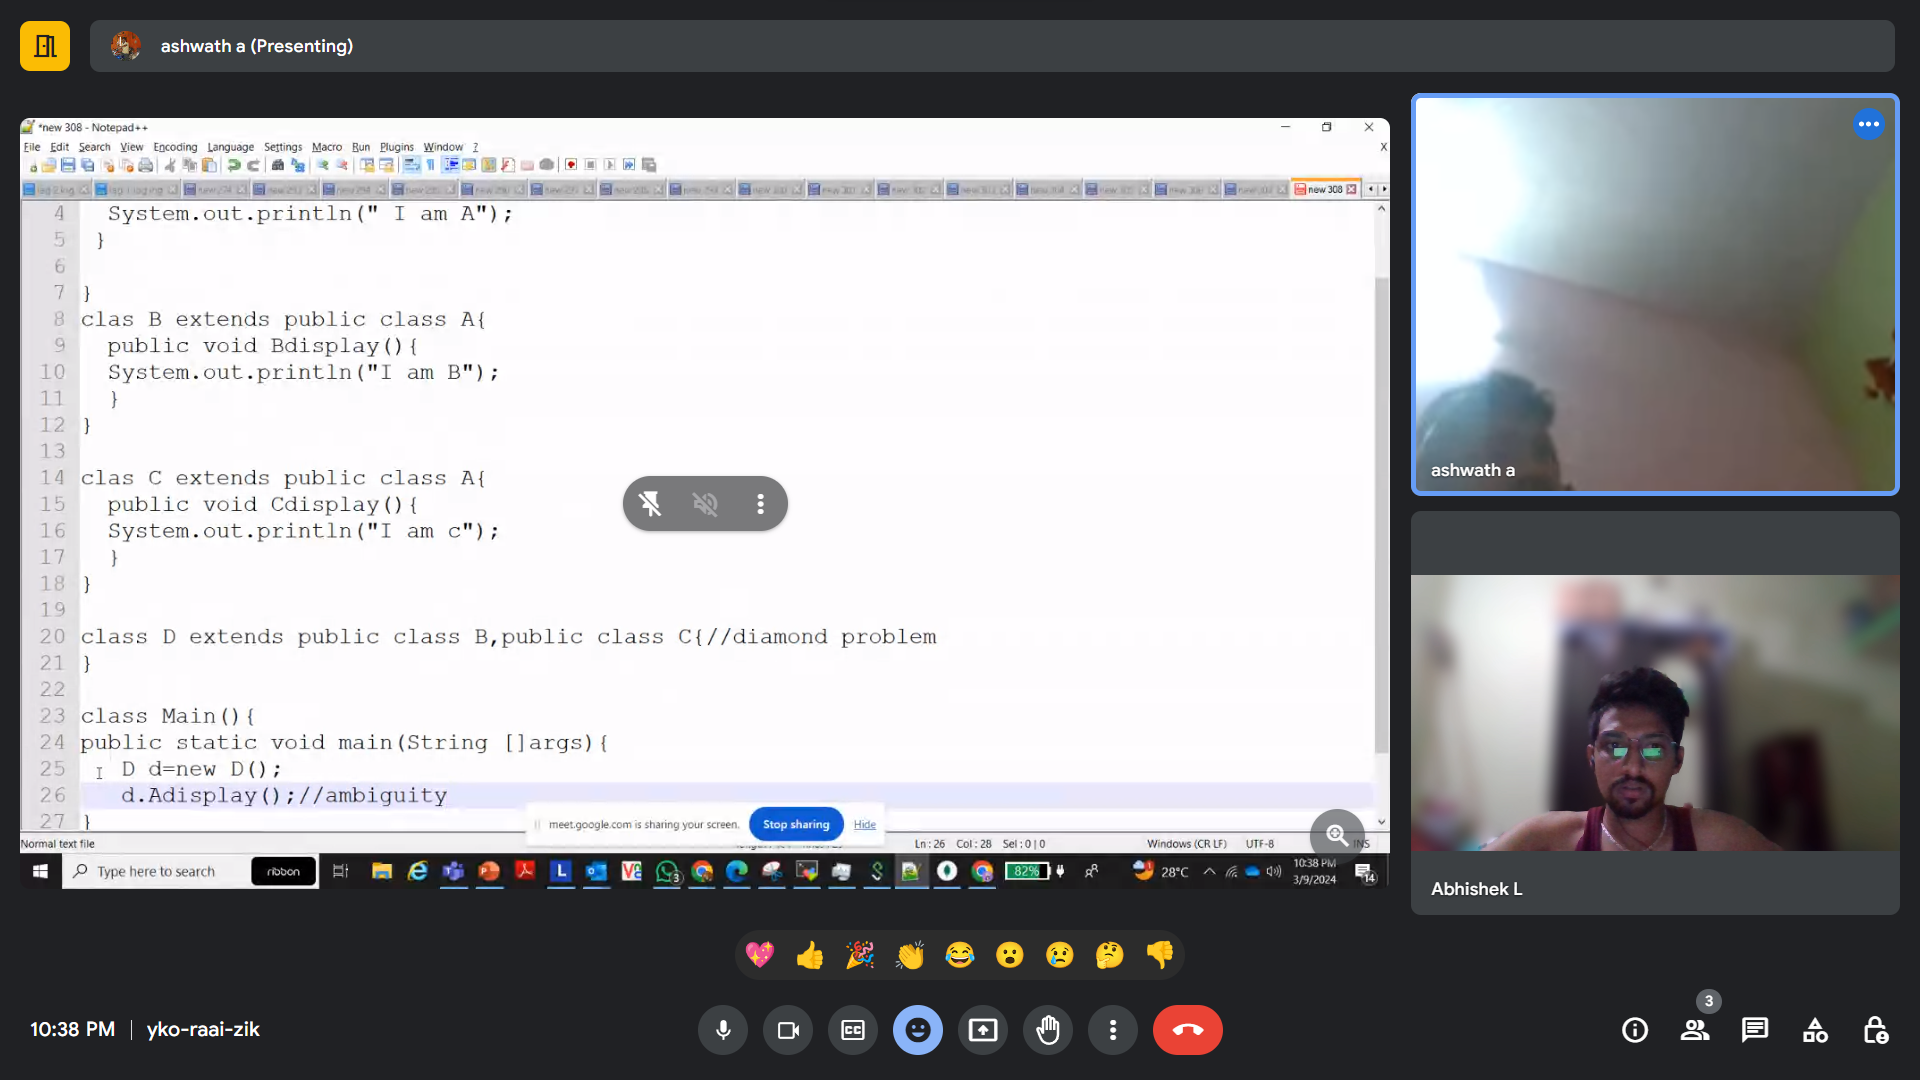 ashwath a (Presenting)
*new 308 - Notepad++
File Edit Search View Encoding Language Settings Macro Run Plugins Window ?
X
new 308
4 System.out.println(" I am A");
5 }
6
7 }
8 clas B extends public class A{
9 public void Bdisplay(){
10 System.out.println("I am B");
11 }
12 }
13
14 clas C extends public class A{
15 public void Cdisplay(){
16 System.out.println("I am c");
17 }
18 }
19
20 class D extends public class B,public class C{//diamond problem
21 }
22
23 class Main(){
24 public static void main(String []args){
25 D d=new D();
26 d.Adisplay();//ambiguity
27 }
meet.google.com is sharing your screen. Stop sharing Hide
Normal text file Ln : 26 Col : 28 Sel : 0 | 0 Windows (CR LF) UTF-8 INS
Type here to search ribbon 3 82% 28°C 10:38 PM
3/9/2024 14
ashwath a
Abhishek L
10:38 PM | yko-raai-zik
CC
3